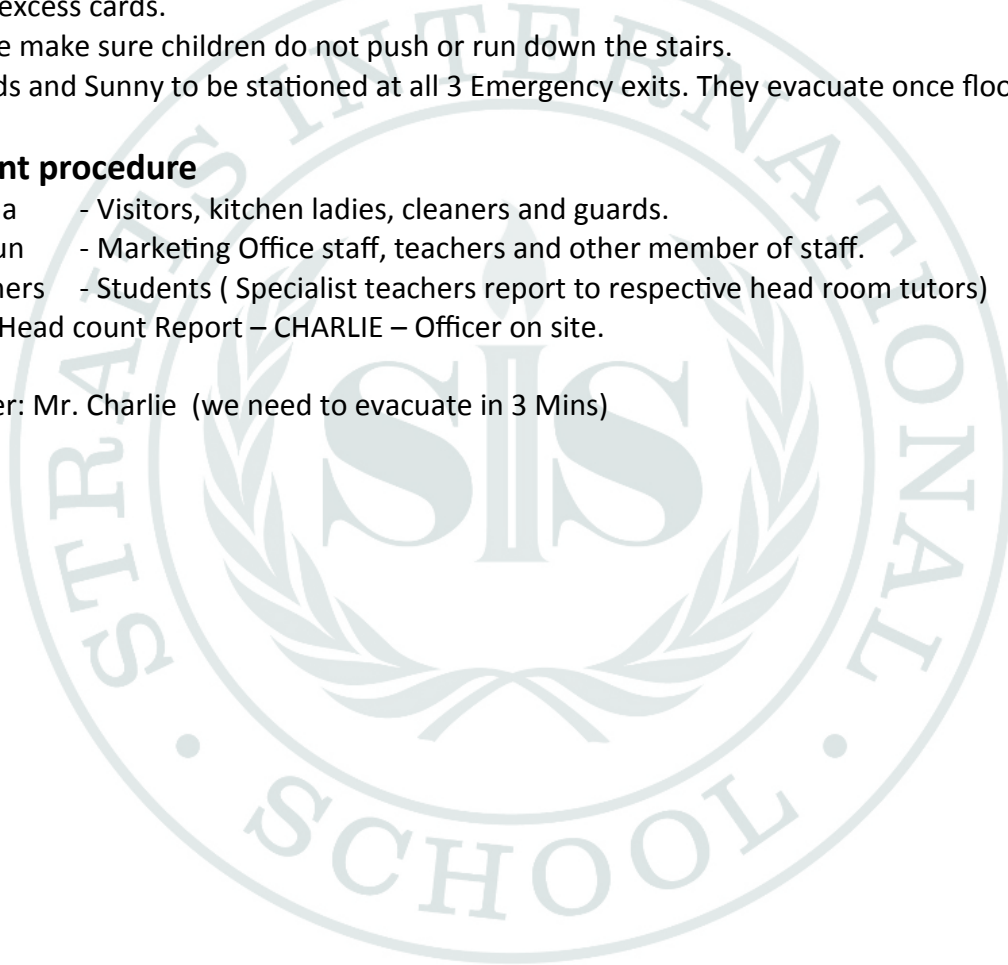 excess cards.
e make sure children do not push or run down the stairs.
ds and Sunny to be stationed at all 3 Emergency exits. They evacuate once floo
nt procedure
a - Visitors, kitchen ladies, cleaners and guards.
un - Marketing Office staff, teachers and other member of staff.
hers - Students ( Specialist teachers report to respective head room tutors)
Head count Report – CHARLIE – Officer on site.
er: Mr. Charlie (we need to evacuate in 3 Mins)
STRAITS INTERNATIONAL
SIS
• SCHOOL •